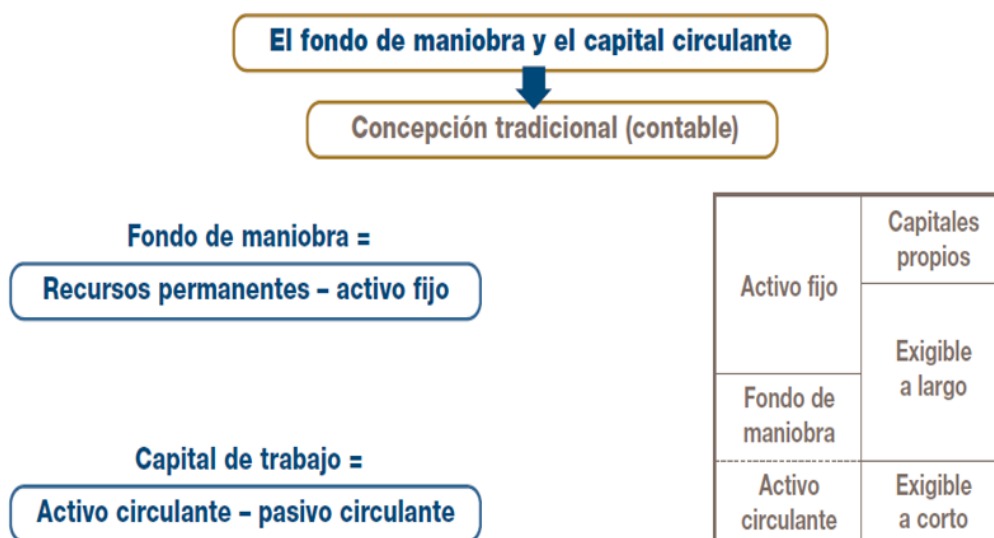 El fondo de maniobra y el capital circulante
Concepción tradicional (contable)
Fondo de maniobra =
Recursos permanentes – activo fijo
Capital de trabajo =
Activo circulante – pasivo circulante
Activo fijo
Capitales
propios
Exigible
a largo
Fondo de
maniobra
Activo
circulante
Exigible
a corto